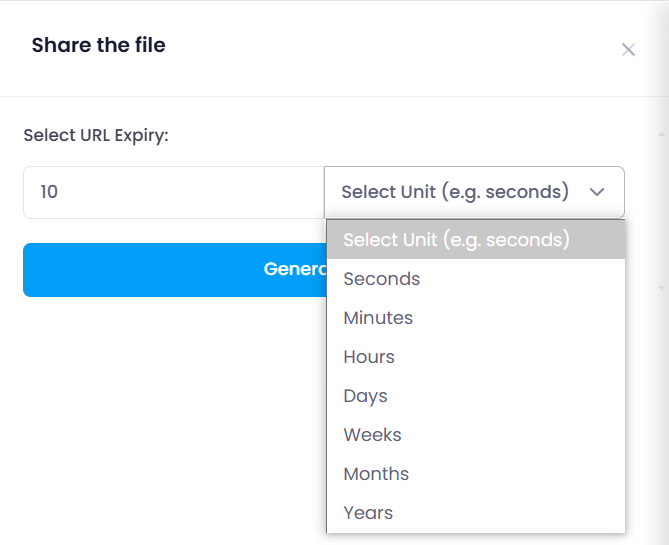 Share the file
Select URL Expiry:
10
Select Unit (e.g. seconds)
Select Unit (e.g. seconds)
Seconds
Minutes
Hours
Days
Weeks
Months
Years